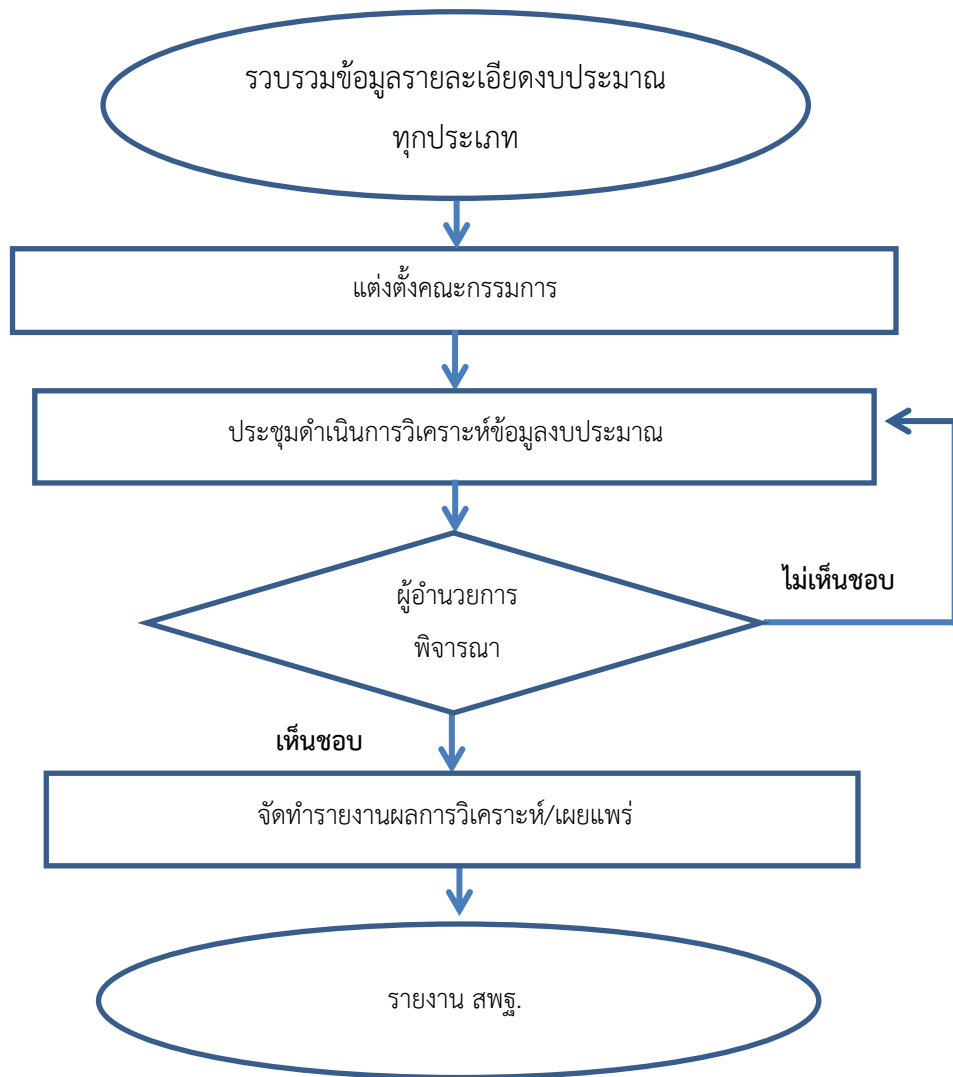 รวบรวมข้อมูลรายละเอียดงบประมาณ
ทุกประเภท
แต่งตั้งคณะกรรมการ
ประชุมดำเนินการวิเคราะห์ข้อมูลงบประมาณ
ผู้อำนวยการ
พิจารณา
ไม่เห็นชอบ
เห็นชอบ
จัดทำรายงานผลการวิเคราะห์/เผยแพร่
รายงาน สพฐ.